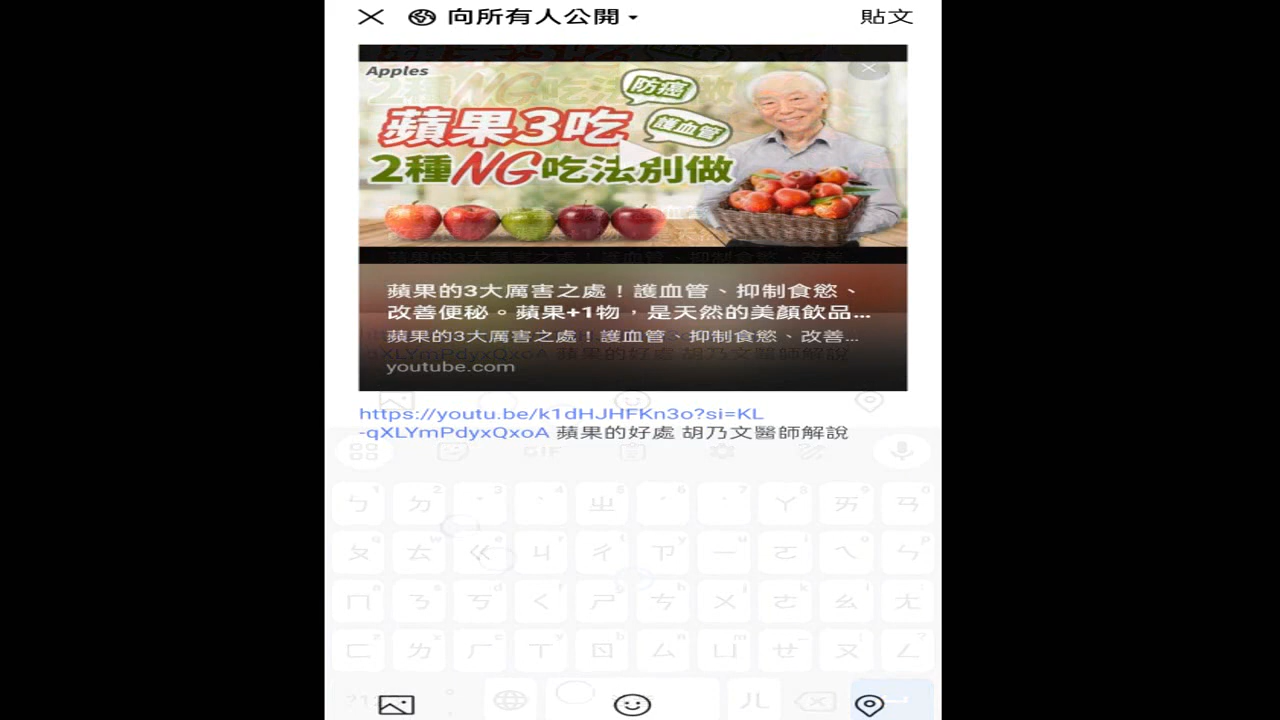 向所有人公開
貼文
Apples
防癌
蘋果3吃
護血管
2種NG吃法別做
蘋果的3大厲害之處！護血管、抑制食慾、
改善便秘。蘋果+1物，是天然的美顏飲品...
蘋果的3大厲害之處！護血管、抑制食慾、改善...
youtube.com
https://youtu.be/k1dHJHFKn3o?si=KL
-qXLYmPdyxQxoA 蘋果的好處 胡乃文醫師解說
GIF
ㄅ ㄉ ˇ ˋ ㄓ ˊ ˙ ㄚ ㄞ ㄢ
ㄆ ㄊ ㄍ ㄐ ㄔ ㄗ ㄧ ㄛ ㄟ ㄣ
ㄇ ㄋ ㄎ ㄑ ㄕ ㄘ ㄨ ㄜ ㄠ ㄤ
ㄈ ㄌ ㄏ ㄒ ㄖ ㄙ ㄩ ㄝ ㄡ ㄥ
ㄦ